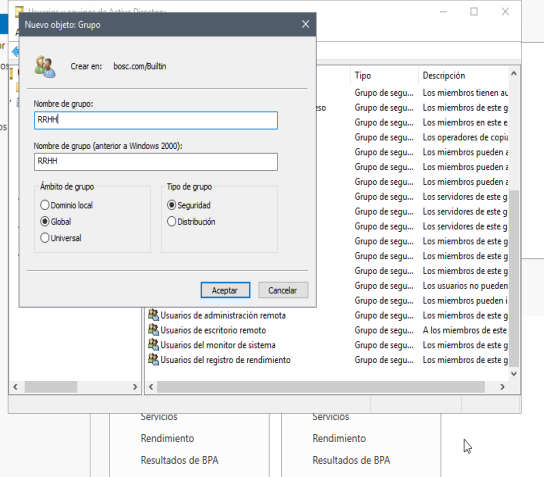 Usuarios y equipos de Active Directory
Nuevo objeto: Grupo
Crear en: bosc.com/Builtin
Nombre de grupo:
RRHH
Nombre de grupo (anterior a Windows 2000):
RRHH
Ámbito de grupo
Tipo de grupo
Dominio local
Seguridad
Global
Distribución
Universal
Aceptar
Cancelar
Tipo Descripción
Grupo de segu... Los miembros tienen au
eso Grupo de segu... Los miembros de este g
Grupo de segu... Los miembros en este e
Grupo de segu... Los operadores de copia
Grupo de segu... Los miembros pueden a
Grupo de segu... Los miembros pueden a
Grupo de segu... Los miembros pueden a
Grupo de segu... Los servidores de este g
Grupo de segu... Los servidores de este g
Grupo de segu... Los servidores de este g
Grupo de segu... Los miembros de este g
Grupo de segu... Los miembros de este g
Grupo de segu... Los miembros de este g
Grupo de segu... Los usuarios no pueden
Grupo de segu... Los miembros pueden i
Usuarios de administración remota Grupo de segu... Los miembros de este g
Usuarios de escritorio remoto Grupo de segu... A los miembros de este
Usuarios del monitor de sistema Grupo de segu... Los miembros de este g
Usuarios del registro de rendimiento Grupo de segu... Los miembros de este g
Servicios
Rendimiento
Resultados de BPA
Servicios
Rendimiento
Resultados de BPA